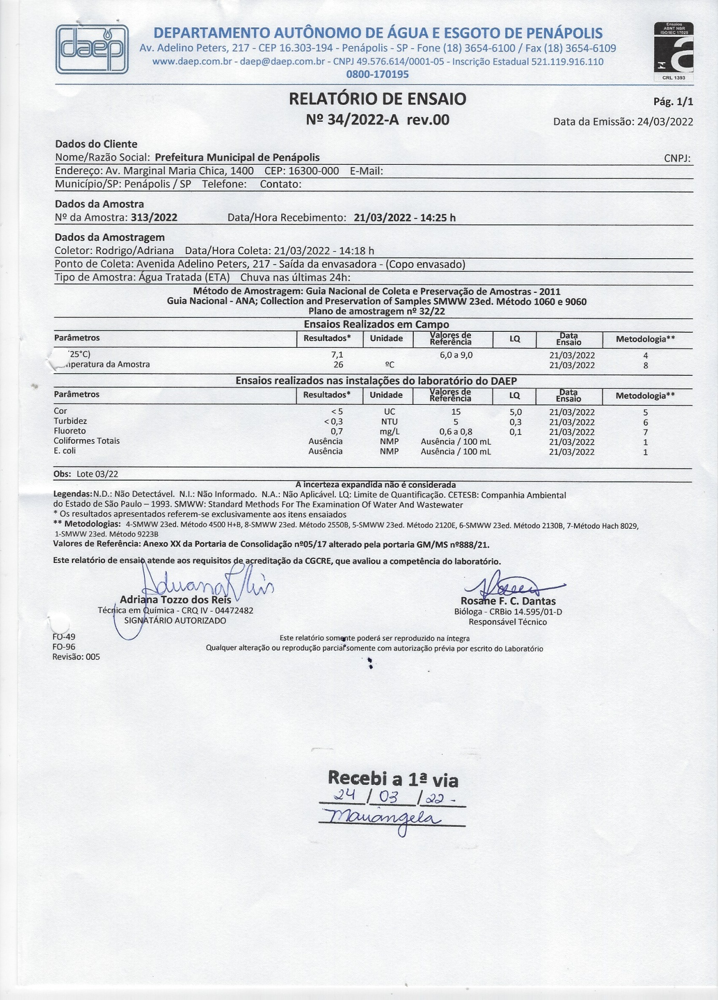 daep
DEPARTAMENTO AUTÔNOMO DE ÁGUA E ESGOTO DE PENÁPOLIS
Av. Adelino Peters, 217 - CEP 16.303-194 - Penápolis - SP - Fone (18) 3654-6100 / Fax (18) 3654-6109
www.daep.com.br - daep@daep.com.br - CNPJ 49.576.614/0001-05 - Inscrição Estadual 521.119.916.110
0800-170195
Ensaios
ABNT NBR
ISO/IEC 17025
CRL 1393
RELATÓRIO DE ENSAIO
Pág. 1/1
Nº 34/2022-A rev.00
Data da Emissão: 24/03/2022
Dados do Cliente
Nome/Razão Social: Prefeitura Municipal de Penápolis CNPJ:
Endereço: Av. Marginal Maria Chica, 1400 CEP: 16300-000 E-Mail:
Município/SP: Penápolis / SP Telefone: Contato:
Dados da Amostra
Nº da Amostra: 313/2022 Data/Hora Recebimento: 21/03/2022 - 14:25 h
Dados da Amostragem
Coletor: Rodrigo/Adriana Data/Hora Coleta: 21/03/2022 - 14:18 h
Ponto de Coleta: Avenida Adelino Peters, 217 - Saída da envasadora - (Copo envasado)
Tipo de Amostra: Água Tratada (ETA) Chuva nas últimas 24h:
Método de Amostragem: Guia Nacional de Coleta e Preservação de Amostras - 2011
Guia Nacional - ANA; Collection and Preservation of Samples SMWW 23ed. Método 1060 e 9060
Plano de amostragem nº 32/22
Ensaios Realizados em Campo
Parâmetros Resultados* Unidade Valores de Referência LQ Data Ensaio Metodologia**
25°C) 7,1 6,0 a 9,0 21/03/2022 4
mperatura da Amostra 26 ºC 21/03/2022 8
Ensaios realizados nas instalações do laboratório do DAEP
Parâmetros Resultados* Unidade Valores de Referência LQ Data Ensaio Metodologia**
Cor < 5 UC 15 5,0 21/03/2022 5
Turbidez < 0,3 NTU 5 0,3 21/03/2022 6
Fluoreto 0,7 mg/L 0,6 a 0,8 0,1 21/03/2022 7
Coliformes Totais Ausência NMP Ausência / 100 mL 21/03/2022 1
E. coli Ausência NMP Ausência / 100 mL 21/03/2022 1
Obs: Lote 03/22
A incerteza expandida não é considerada
Legendas:N.D.: Não Detectável. N.I.: Não Informado. N.A.: Não Aplicável. LQ: Limite de Quantificação. CETESB: Companhia Ambiental
do Estado de São Paulo – 1993. SMWW: Standard Methods For The Examination Of Water And Wastewater
* Os resultados apresentados referem-se exclusivamente aos itens ensaiados
** Metodologias: 4-SMWW 23ed. Método 4500 H+B, 8-SMWW 23ed. Método 2550B, 5-SMWW 23ed. Método 2120E, 6-SMWW 23ed. Método 2130B, 7-Método Hach 8029,
1-SMWW 23ed. Método 9223B
Valores de Referência: Anexo XX da Portaria de Consolidação nº05/17 alterado pela portaria GM/MS nº888/21.
Este relatório de ensaio atende aos requisitos de acreditação da CGCRE, que avaliou a competência do laboratório.
Adriana Tozzo dos Reis
Técnica em Química - CRQ IV - 04472482
SIGNATÁRIO AUTORIZADO
Rosane F. C. Dantas
Bióloga - CRBio 14.595/01-D
Responsável Técnico
FO-49
FO-96
Revisão: 005
Este relatório somente poderá ser reproduzido na íntegra
Qualquer alteração ou reprodução parcial somente com autorização prévia por escrito do Laboratório
Recebi a 1ª via
24 / 03 / 22 -
Mariangela